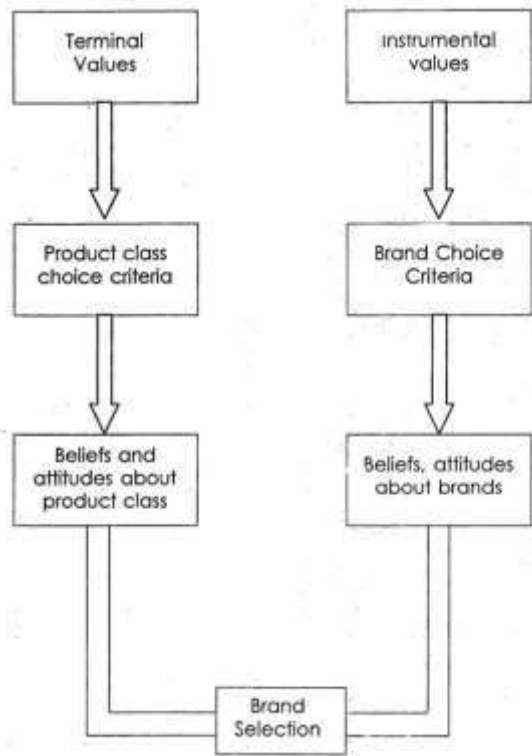 Terminal
Values
Instrumental
values
Product class
choice criteria
Brand Choice
Criteria
Beliefs and
attitudes about
product class
Beliefs, attitudes
about brands
Brand
Selection